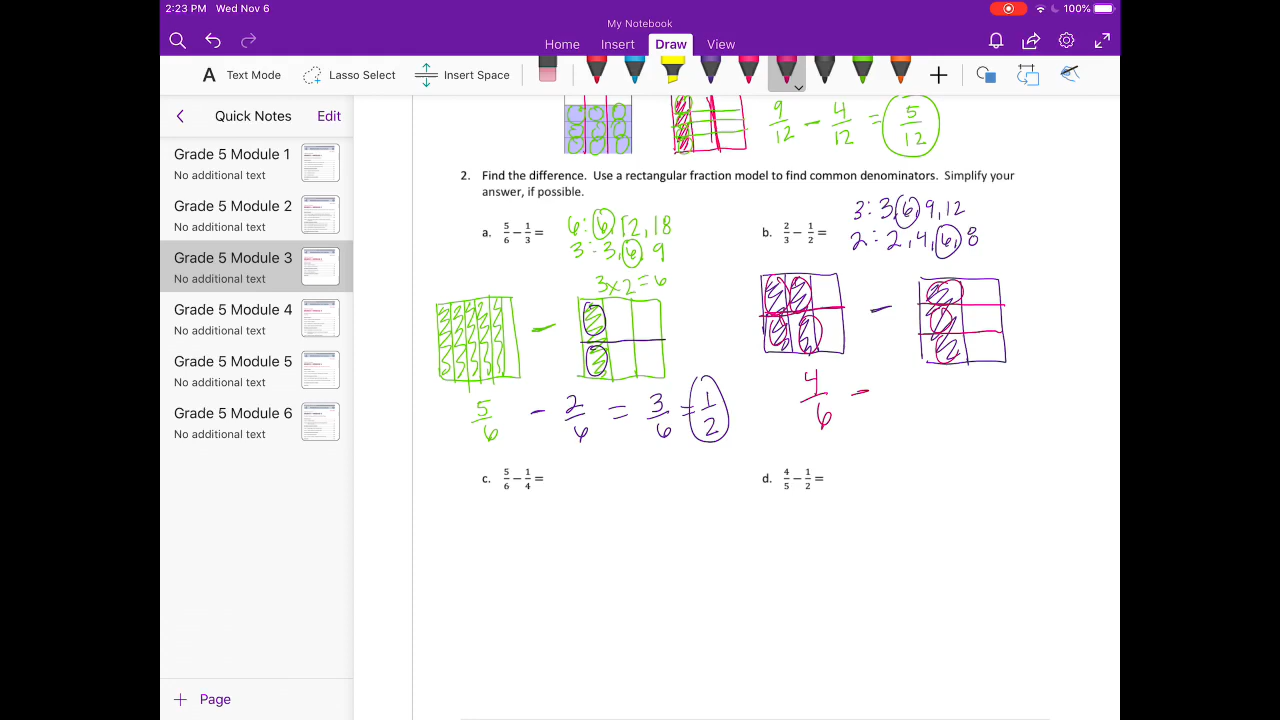 2:23 PM Wed Nov 6
100%
My Notebook
Home Insert Draw View
A Text Mode Lasso Select Insert Space
Quick Notes Edit
Grade 5 Module 1
No additional text
Grade 5 Module 2
No additional text
Grade 5 Module 3
No additional text
Grade 5 Module 4
No additional text
Grade 5 Module 5
No additional text
Grade 5 Module 6
No additional text
+ Page
9/12 - 4/12 = 5/12
2. Find the difference. Use a rectangular fraction model to find common denominators. Simplify your
answer, if possible.
a. 5/6 - 1/3 =
6: 6, 12, 18
3: 3, 6, 9
3 x 2 = 6
5/6 - 2/6 = 3/6 = 1/2
b. 2/3 - 1/2 =
3: 3, 6, 9, 12
2: 2, 4, 6, 8
-
-
4/6 -
c. 5/6 - 1/4 =
d. 4/5 - 1/2 =